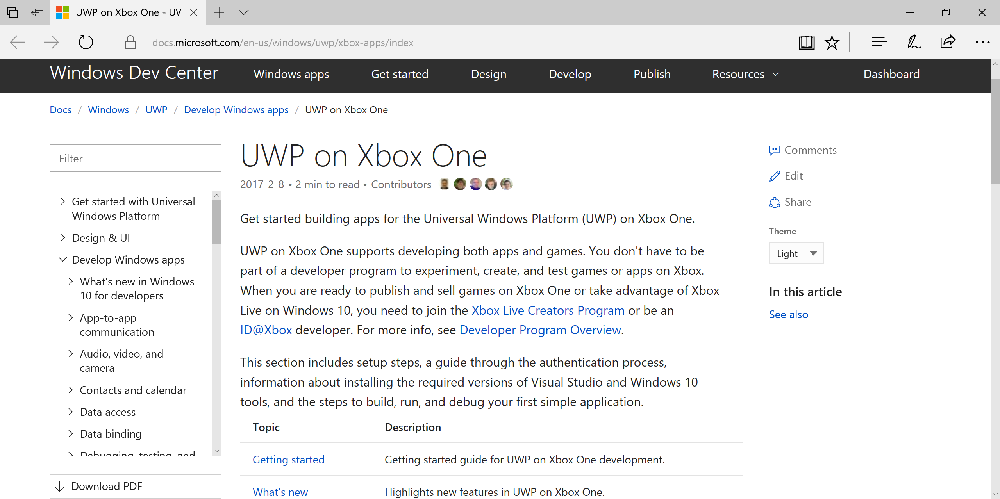 UWP on Xbox One - UW
docs.microsoft.com/en-us/windows/uwp/xbox-apps/index
Windows Dev Center
Windows apps
Get started
Design
Develop
Publish
Resources
Dashboard
Docs / Windows / UWP / Develop Windows apps / UWP on Xbox One
Filter
Get started with Universal
Windows Platform
Design & UI
Develop Windows apps
What's new in Windows
10 for developers
App-to-app
communication
Audio, video, and
camera
Contacts and calendar
Data access
Data binding
Debugging, testing, and
Download PDF
UWP on Xbox One
2017-2-8 • 2 min to read • Contributors
Get started building apps for the Universal Windows Platform (UWP) on Xbox One.
UWP on Xbox One supports developing both apps and games. You don't have to be
part of a developer program to experiment, create, and test games or apps on Xbox.
When you are ready to publish and sell games on Xbox One or take advantage of Xbox
Live on Windows 10, you need to join the Xbox Live Creators Program or be an
ID@Xbox developer. For more info, see Developer Program Overview.
This section includes setup steps, a guide through the authentication process,
information about installing the required versions of Visual Studio and Windows 10
tools, and the steps to build, run, and debug your first simple application.
Topic Description
Getting started Getting started guide for UWP on Xbox One development.
What's new Highlights new features in UWP on Xbox One.
Comments
Edit
Share
Theme
Light
In this article
See also